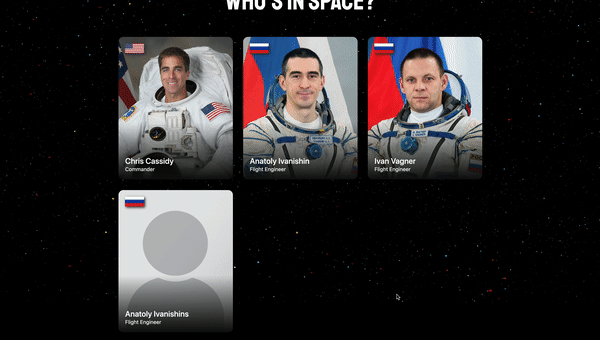 WHO'S IN SPACE?
Chris Cassidy
Commander
Anatoly Ivanishin
Flight Engineer
Ivan Vagner
Flight Engineer
Anatoly Ivanishins
Flight Engineer